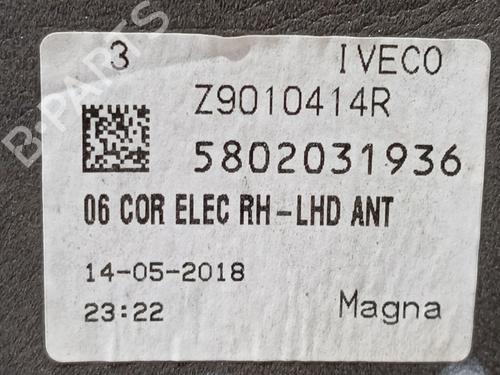 3 IVECO
Z9010414R
5802031936
06 COR ELEC RH-LHD ANT
14-05-2018
23:22 Magna
B-PARTS